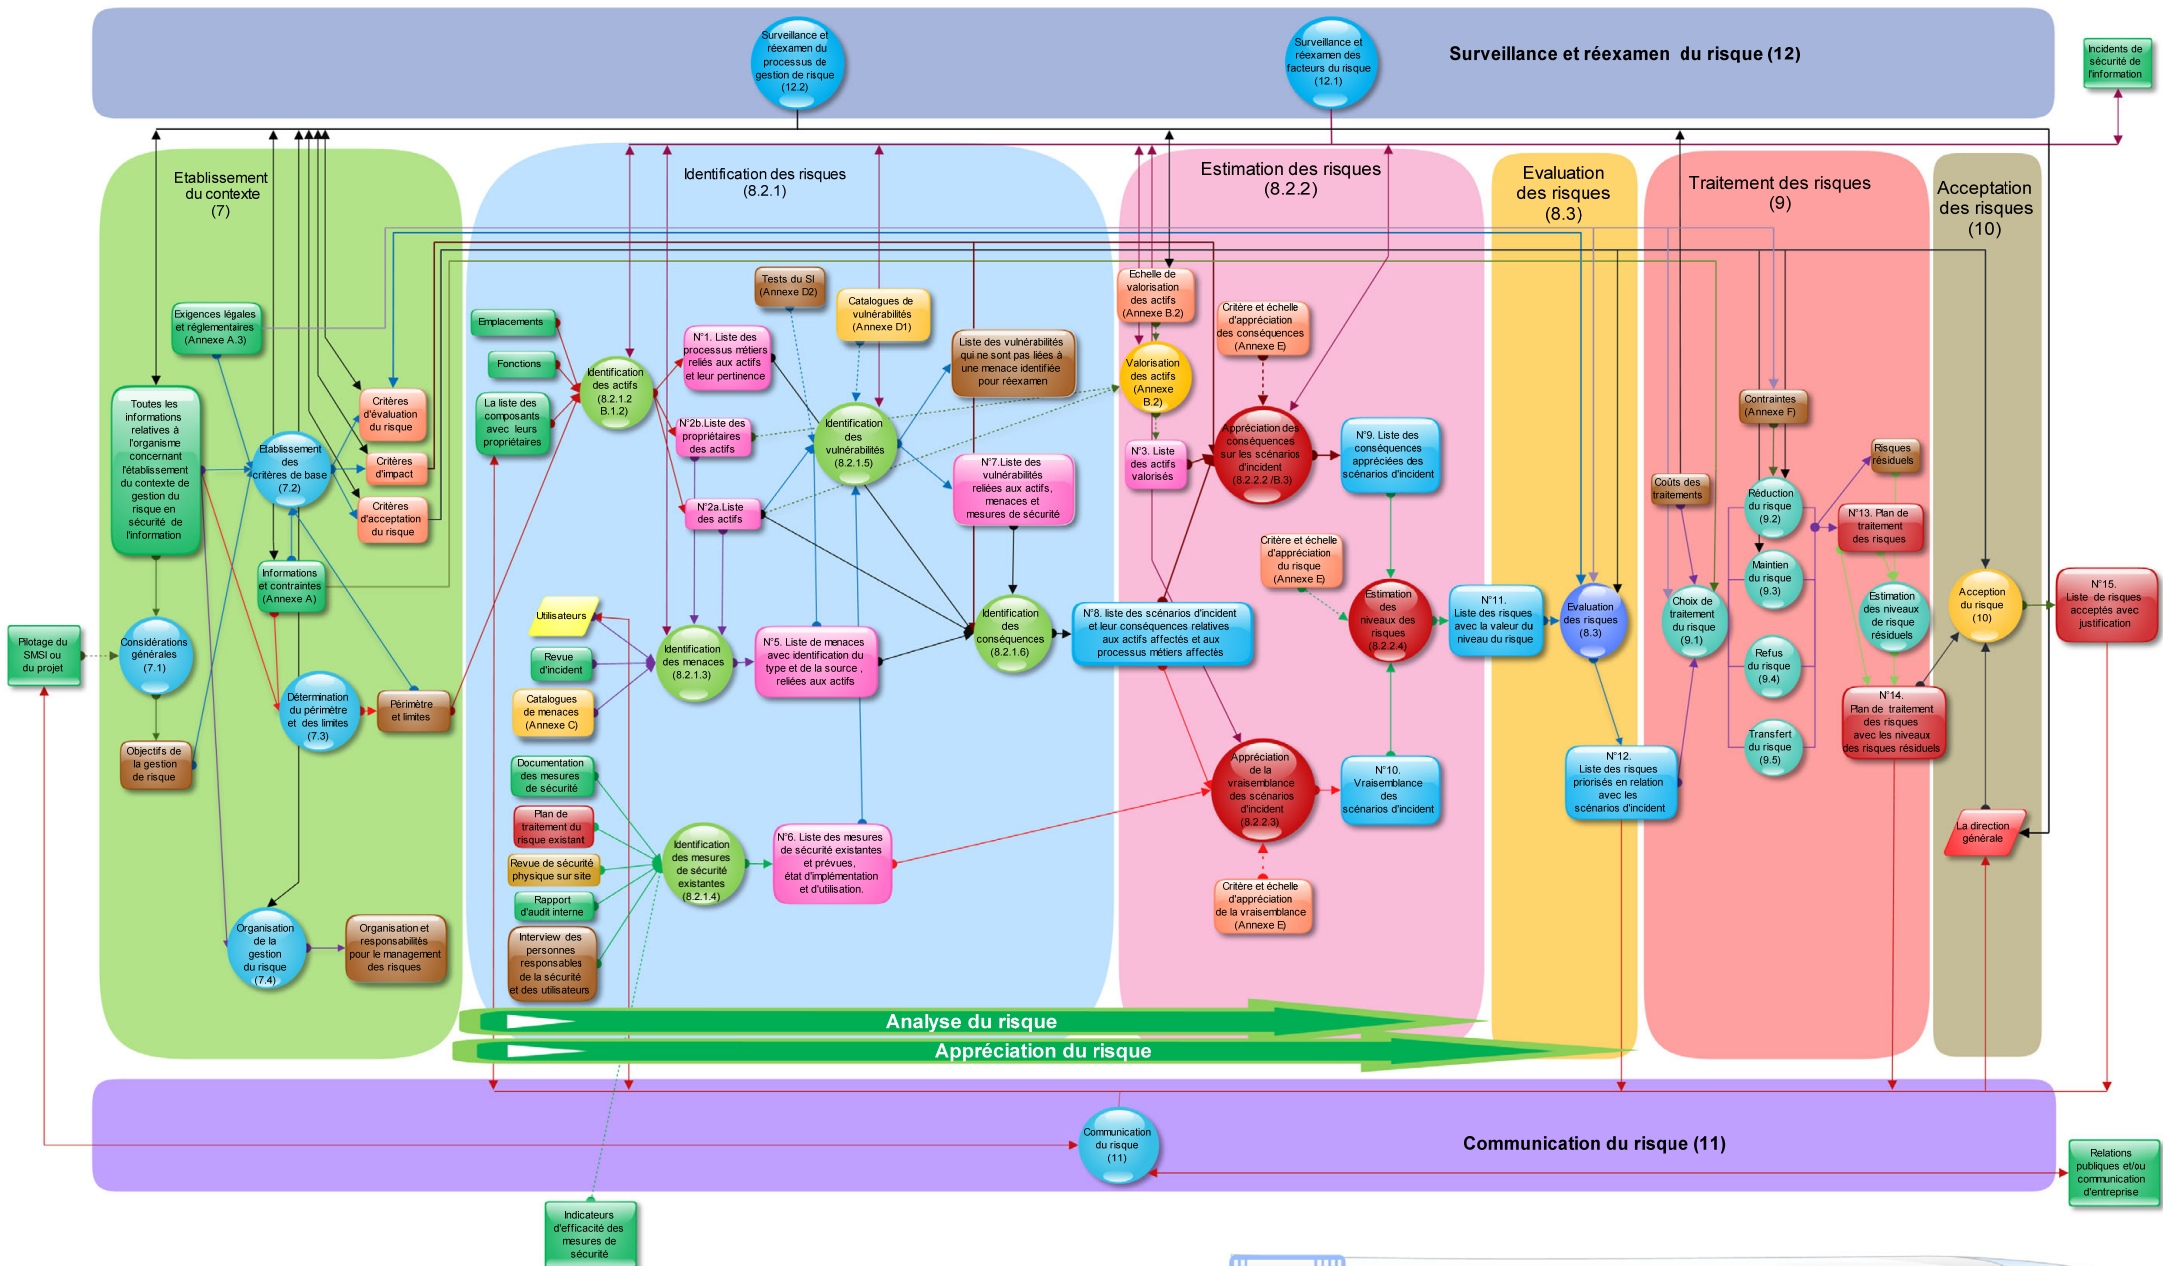 Surveillance et
réexamen du
processus de
gestion de risque
(12.2)
Surveillance et
réexamen des
facteurs du risque
(12.1)
Surveillance et réexamen  du risque (12)
Incidents de
sécurité de
l'information
Etablissement
du contexte
(7)
Exigences légales
et réglementaires
(Annexe A.3)
Toutes les
informations
relatives à
l'organisme
concernant
l'établissement
du contexte de
gestion du
risque en
sécurité  de
l'information
Etablissement
des
critères de base
(7.2)
Critères
d'évaluation
du risque
Critères
d'impact
Critères
d'acceptation
du risque
Informations
et contraintes
(Annexe A)
Pilotage du
SMSI ou
du projet
Considérations
générales
(7.1)
Détermination
du périmètre
et  des limites
(7.3)
Périmètre
et limites
Objectifs de
la gestion
de risque
Organisation
de la
gestion
du risque
(7.4)
Organisation et
responsabilités
pour le management
des risques
Identification des risques
(8.2.1)
Emplacements
Fonctions
La liste des
composants
avec  leurs
propriétaires
Identification
des actifs
(8.2.1.2
B.1.2)
N°1. Liste des
processus métiers
reliés aux actifs
et leur pertinence
N°2b.Liste des
propriétaires
des actifs
N°2a.Liste
des actifs
Tests du SI
(Annexe D2)
Catalogues de
vulnérabilités
(Annexe D1)
Identification
des
vulnérabilités
(8.2.1.5)
Liste des vulnérabilités
qui ne sont pas liées à
une menace identifiée
pour réexamen
N°7.Liste des
vulnérabilités
reliées aux actifs,
menaces et
mesures de sécurité
Utilisateurs
Revue
d'incident
Catalogues
de menaces
(Annexe C)
Identification
des menaces
(8.2.1.3)
N°5. Liste de menaces
avec identification du
type et de la source ,
reliées aux actifs
Identification
des
conséquences
(8.2.1.6)
N°8. liste des scénarios d'incident
et leur conséquences relatives
aux actifs affectés et aux
processus métiers affectés
Documentation
des mesures
de sécurité
Plan de
traitement du
risque existant
Revue de sécurité
physique sur site
Rapport
d'audit interne
Interview  des
personnes
responsables
de la sécurité
et des utilisateurs
Identification
des mesures
de sécurité
existantes
(8.2.1.4)
N°6. Liste des mesures
de sécurité existantes
et prévues,
état d'implémentation
et d'utilisation.
Estimation des risques
(8.2.2)
Echelle de
valorisation
des actifs
(Annexe B.2)
Valorisation
des actifs
(Annexe
B.2)
N°3. Liste
des actifs
valorisés
Critère et échelle
d'appréciation
des conséquences
(Annexe E)
Appréciation des
conséquences
sur les scénarios
d'incident
(8.2.2.2 /B.3)
N°9. Liste des
conséquences
appréciées des
scénarios d'incident
Critère et échelle
d'appréciation
du risque
(Annexe E)
Estimation
des
niveaux des
risques
(8.2.2.4)
Appréciation
de la
vraisemblance
des scénarios
d'incident
(8.2.2.3)
N°10.
Vraisemblance
des
scénarios d'incident
Critère et échelle
d'appréciation
de la vraisemblance
(Annexe E)
Evaluation
des risques
(8.3)
N°11.
Liste des risques
avec la valeur du
niveau du risque
Evaluation
des risques
(8.3)
N°12.
Liste des risques
priorisés en relation
avec les
scénarios d'incident
Traitement des risques
(9)
Contraintes
(Annexe F)
Coûts des
traitements
Choix de
traitement
du risque
(9.1)
Réduction
du risque
(9.2)
Maintien
du risque
(9.3)
Refus
du risque
(9.4)
Transfert
du risque
(9.5)
Risques
résiduels
N°13. Plan de
traitement
des risques
Estimation
des niveaux
de risque
résiduels
N°14.
Plan de  traitement
des risques
avec les niveaux
des risques résiduels
Acceptation
des risques
(10)
Acception
du risque
(10)
N°15.
Liste  de risques
acceptés avec
justification
La direction
générale
Analyse du risque
Appréciation du risque
Communication
du risque
(11)
Communication du risque (11)
Relations
publiques et/ou
communication
d'entreprise
Indicateurs
d'efficacité des
mesures de
sécurité